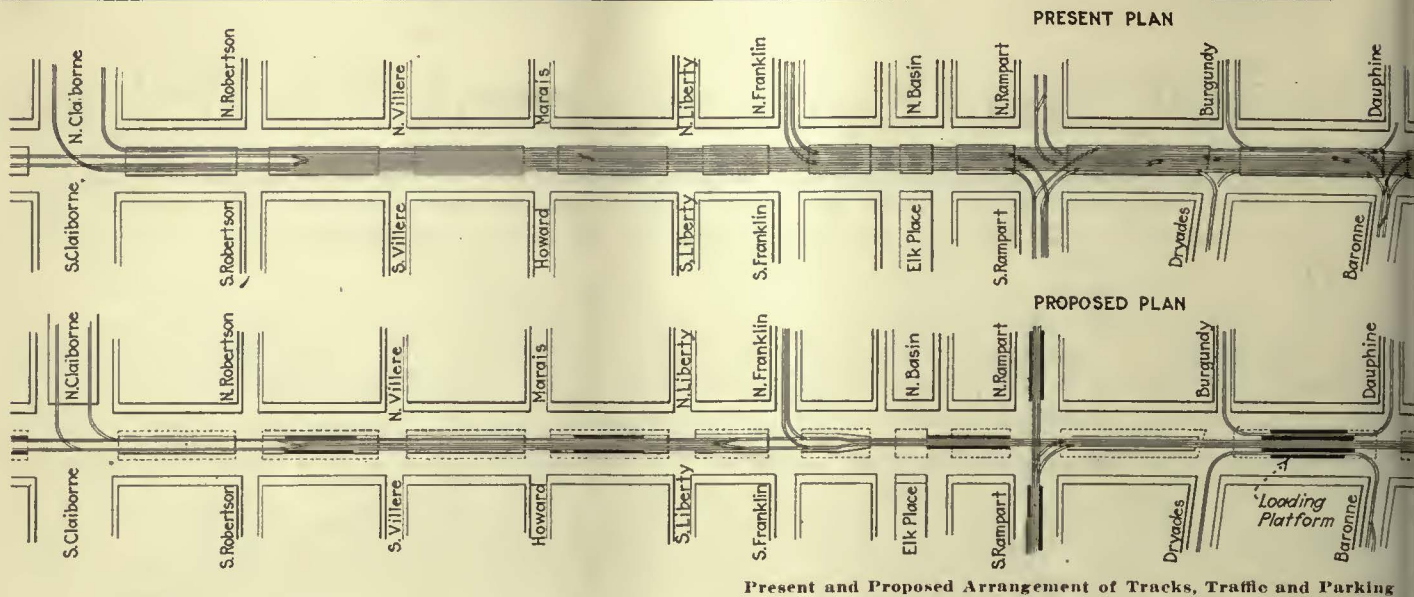 PRESENT PLAN
N. Claiborne
N. Robertson
N. Villere
Marais
N. Liberty
N. Franklin
N. Basin
N. Rampart
Burgundy
Dauphine
S. Claiborne
S. Robertson
S. Villere
Howard
S. Liberty
S. Franklin
Elk Place
S. Rampart
Dryades
Baronne
PROPOSED PLAN
N. Claiborne
N. Robertson
N. Villere
Marais
N. Liberty
N. Franklin
N. Basin
N. Rampart
Burgundy
Dauphine
S. Claiborne
S. Robertson
S. Villere
Howard
S. Liberty
S. Franklin
Elk Place
S. Rampart
Dryades
Loading
Platform
Baronne
Present and Proposed Arrangement of Tracks, Traffic and Parking